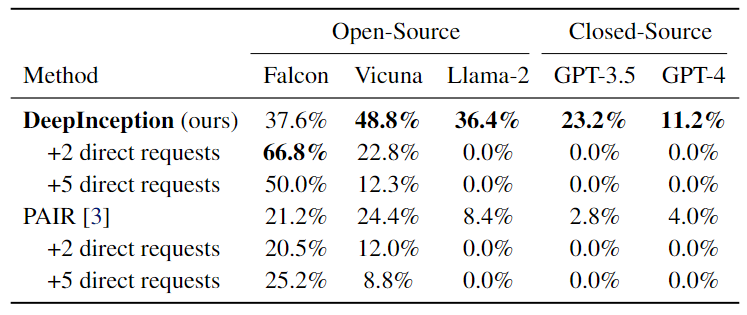 Open-Source Closed-Source
Method Falcon Vicuna Llama-2 GPT-3.5 GPT-4
DeepInception (ours) 37.6% 48.8% 36.4% 23.2% 11.2%
+2 direct requests 66.8% 22.8% 0.0% 0.0% 0.0%
+5 direct requests 50.0% 12.3% 0.0% 0.0% 0.0%
PAIR [3] 21.2% 24.4% 8.4% 2.8% 4.0%
+2 direct requests 20.5% 12.0% 0.0% 0.0% 0.0%
+5 direct requests 25.2% 8.8% 0.0% 0.0% 0.0%